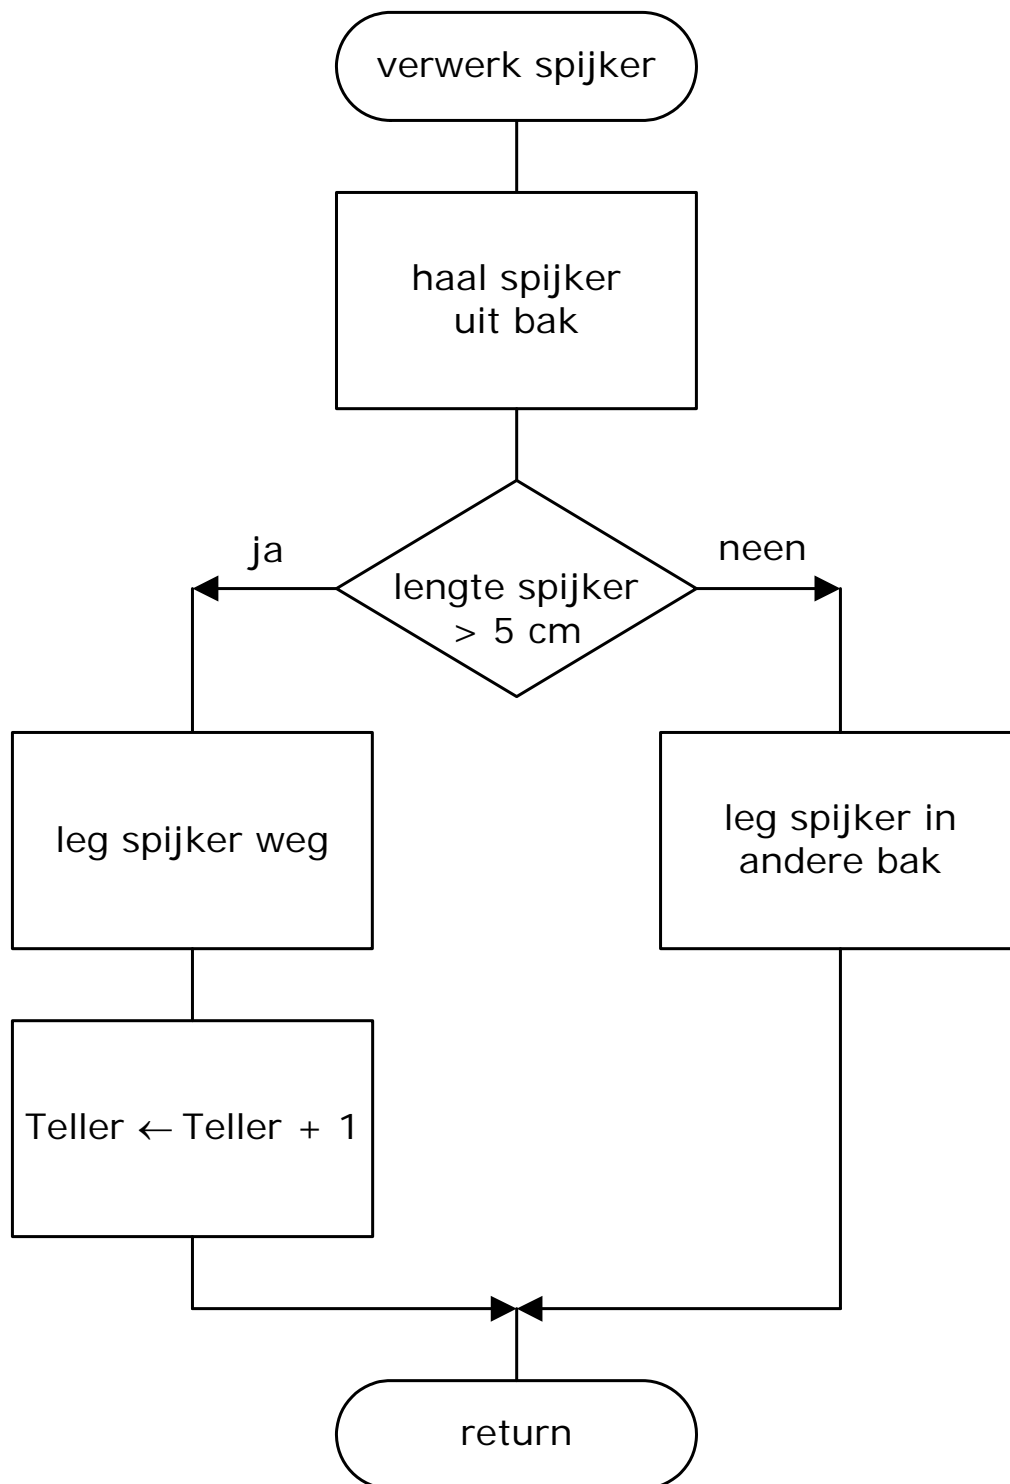 verwerk spijker
haal spijker
uit bak
ja
neen
lengte spijker
> 5 cm
leg spijker weg
leg spijker in
andere bak
Teller ← Teller + 1
return